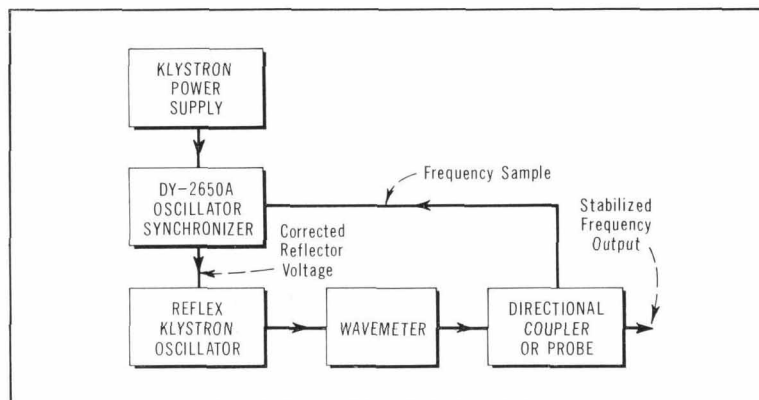 KLYSTRON
POWER
SUPPLY
DY-2650A
OSCILLATOR
SYNCHRONIZER
Frequency Sample
Stabilized
Frequency
Output
Corrected
Reflector
Voltage
REFLEX
KLYSTRON
OSCILLATOR
WAVEMETER
DIRECTIONAL
COUPLER
OR PROBE